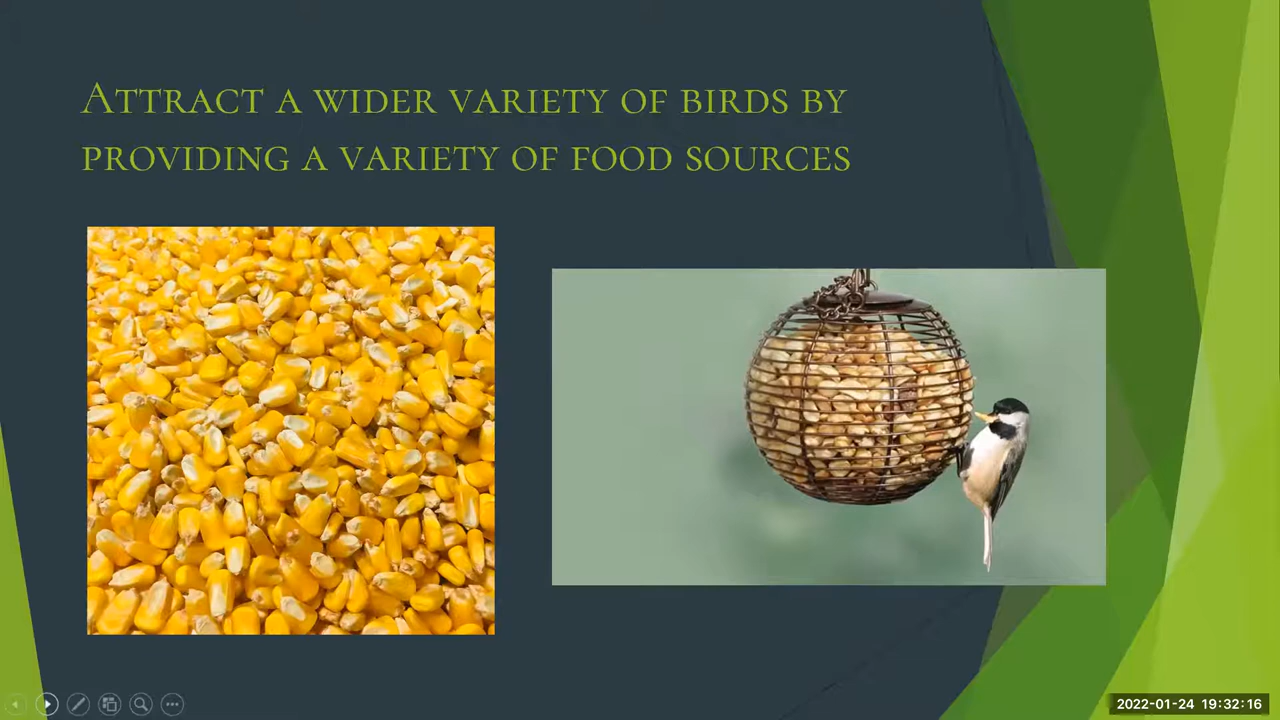 Attract a wider variety of birds by
providing a variety of food sources
2022-01-24 19:32:16